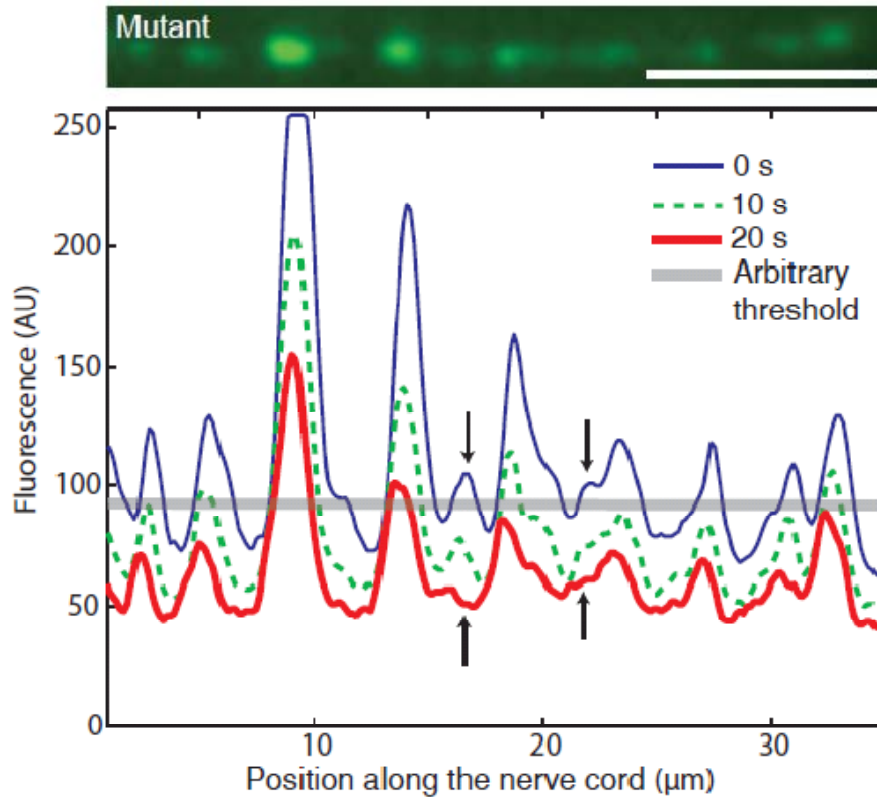 Mutant
250
200
150
100
50
0
Fluorescence (AU)
0 s
10 s
20 s
Arbitrary
threshold
10
20
30
Position along the nerve cord (μm)